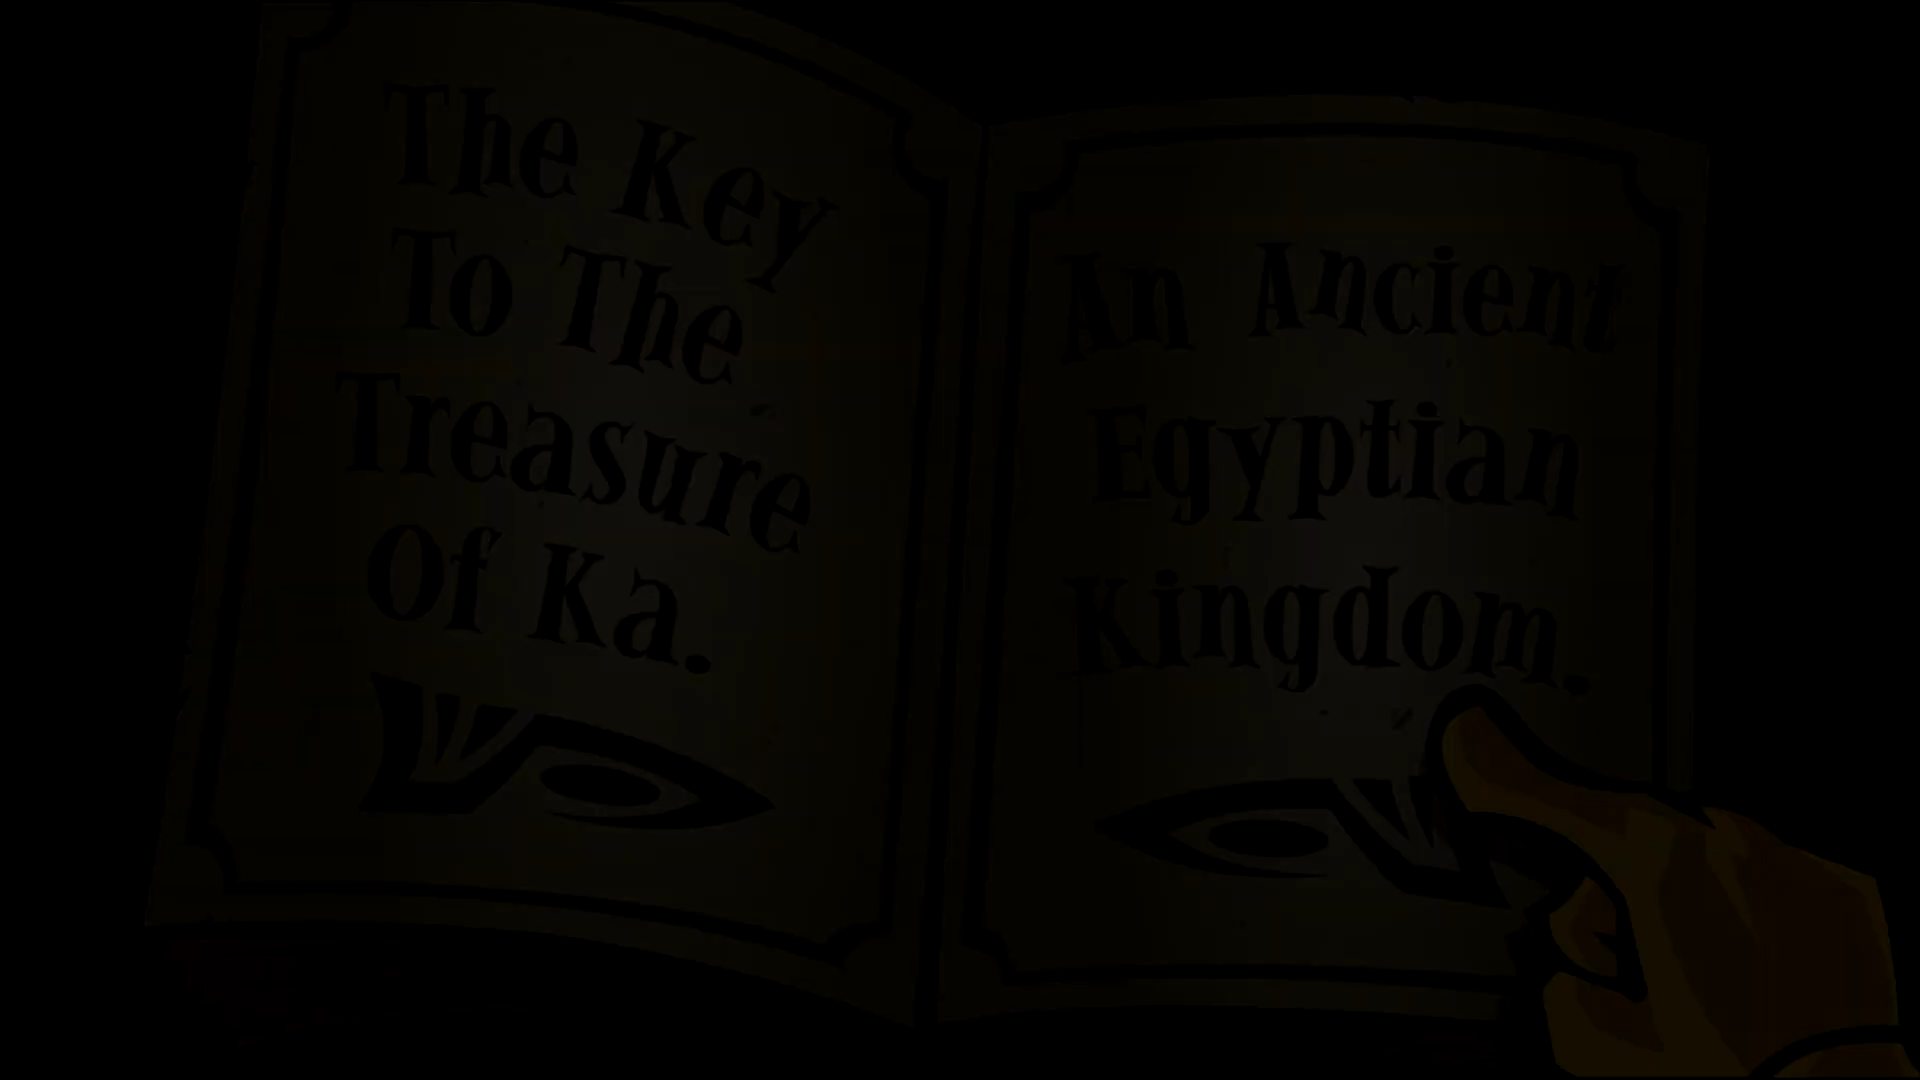 The Key
To The
Treasure
Of Ka.
An Ancient
Egyptian
Kingdom.